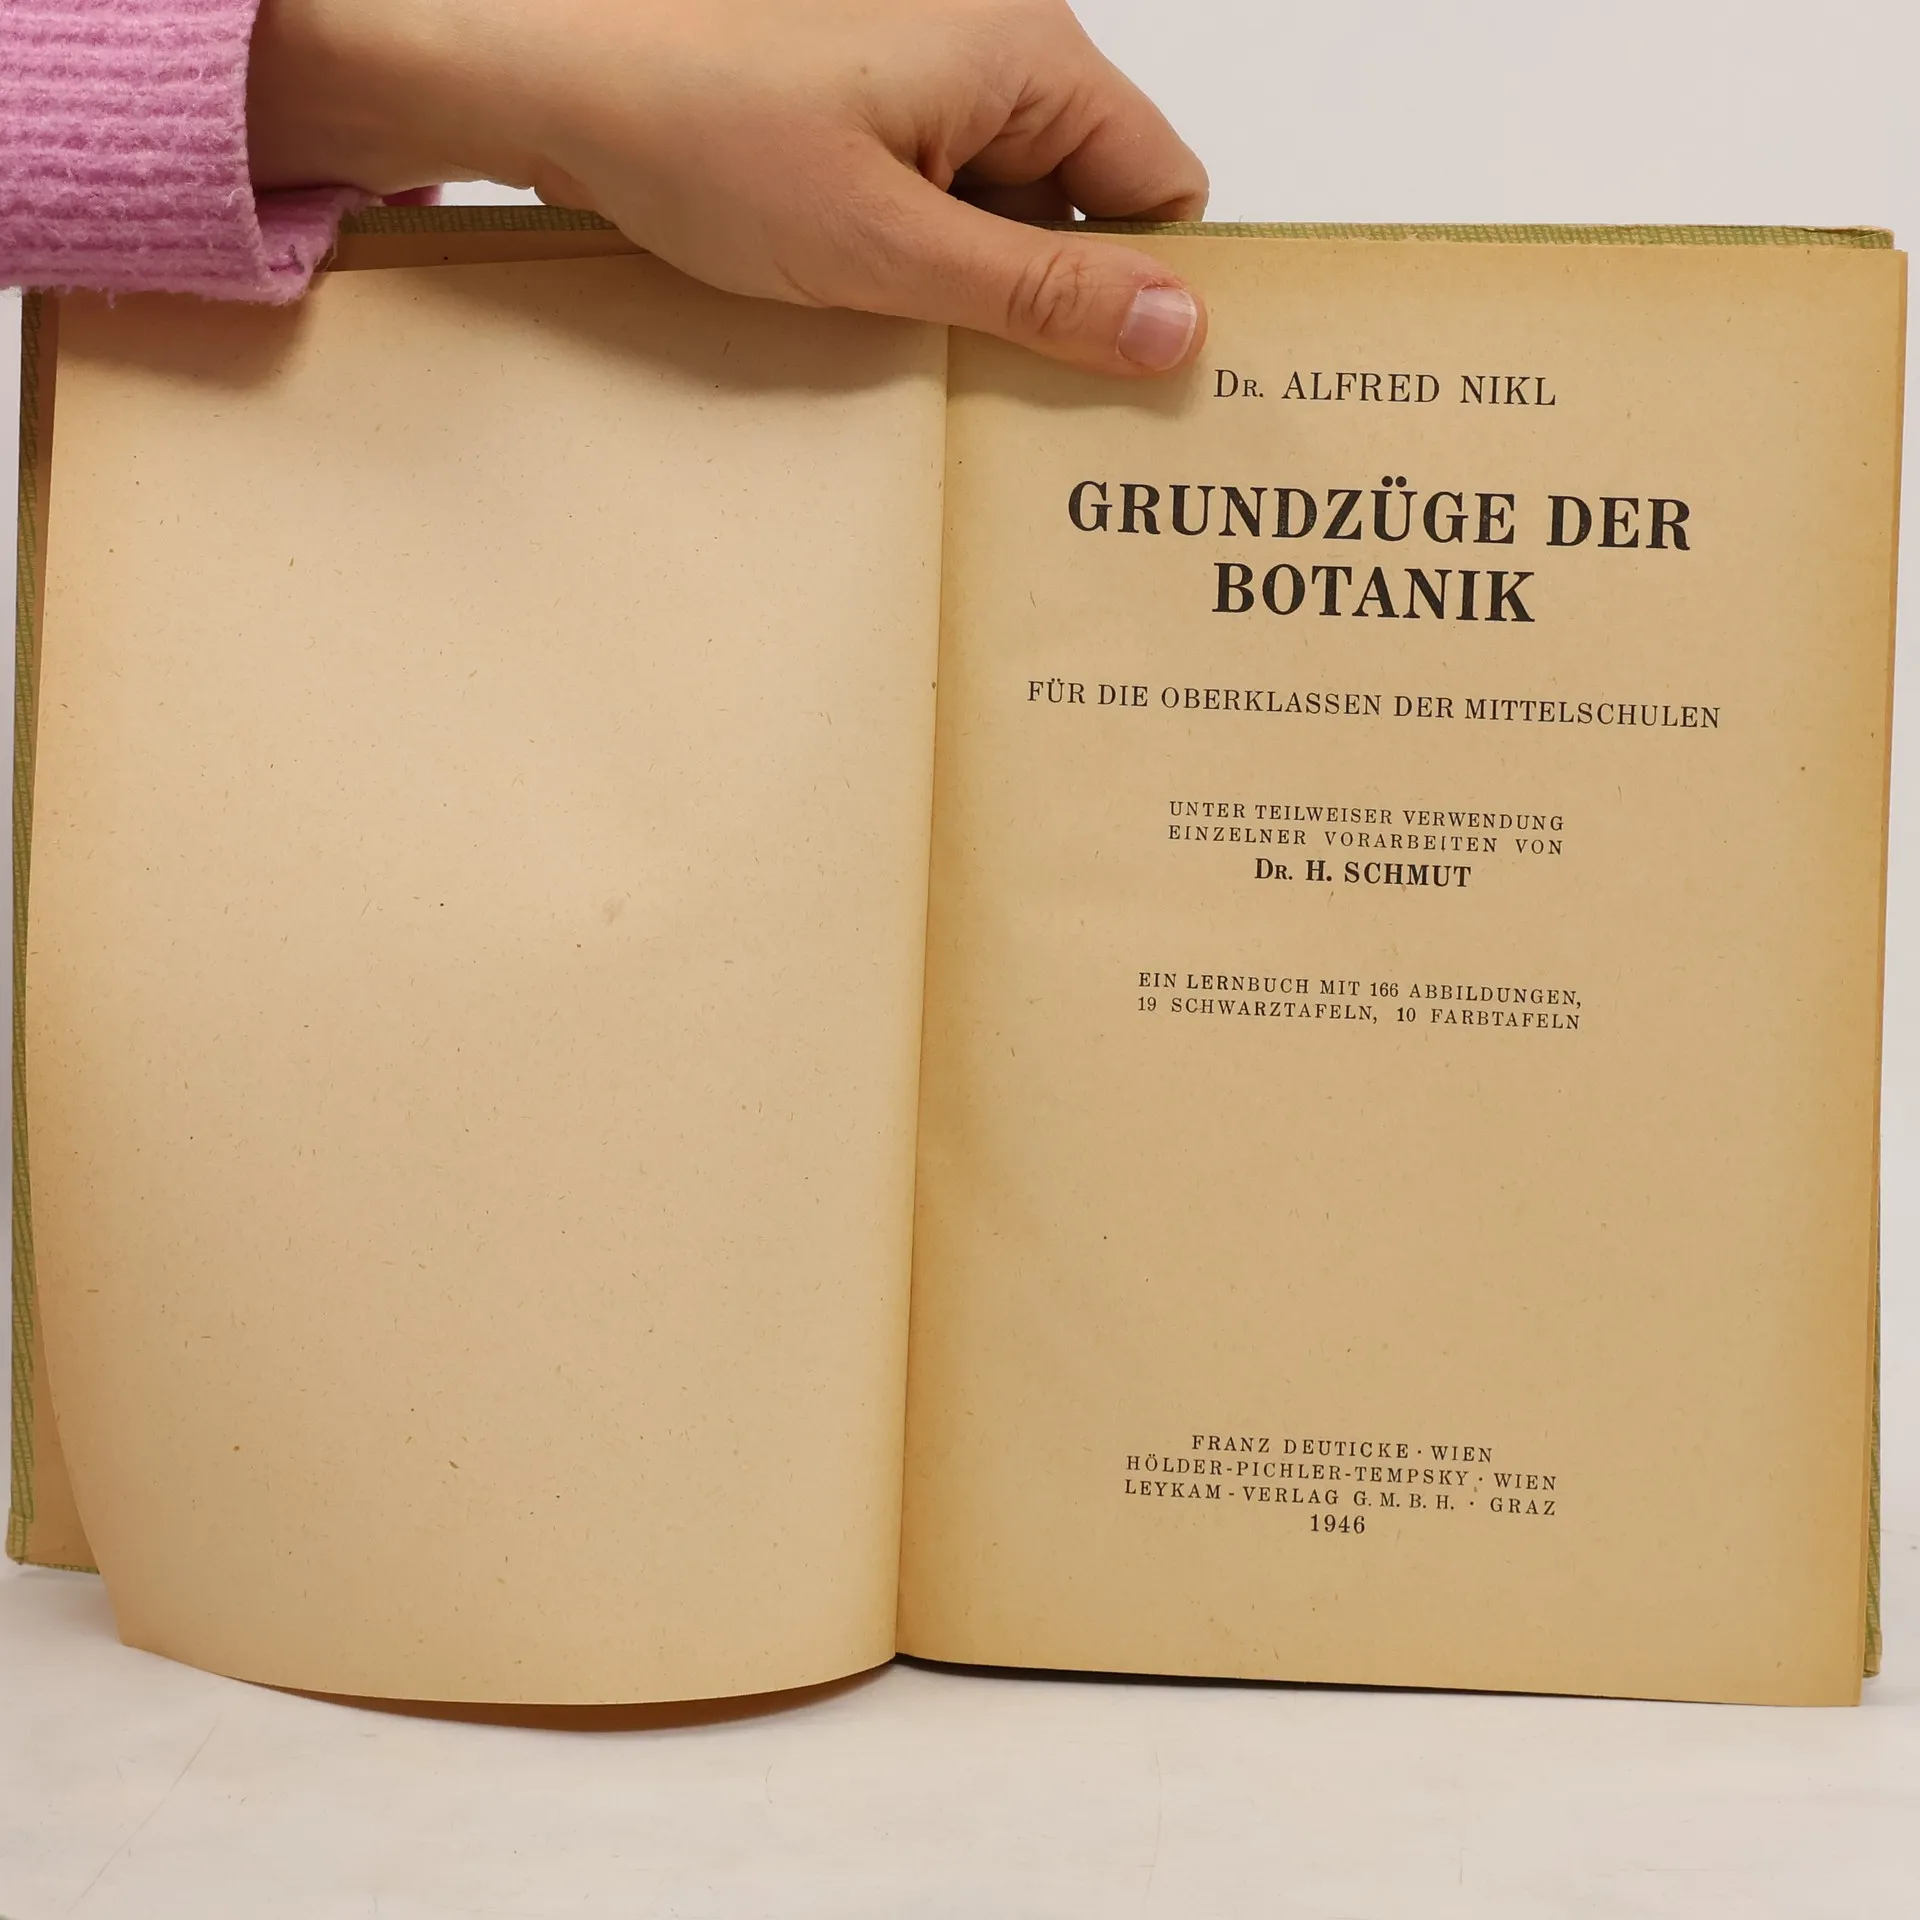 Dr. ALFRED NIKL
GRUNDZÜGE DER
BOTANIK
FÜR DIE OBERKLASSEN DER MITTELSCHULEN
UNTER TEILWEISER VERWENDUNG
EINZELNER VORARBEITEN VON
Dr. H. SCHMUT
EIN LERNBUCH MIT 166 ABBILDUNGEN,
19 SCHWARZTAFELN, 10 FARBTAFELN
FRANZ DEUTICKE · WIEN
HÖLDER-PICHLER-TEMPSKY · WIEN
LEYKAM-VERLAG G. M. B. H. · GRAZ
1946